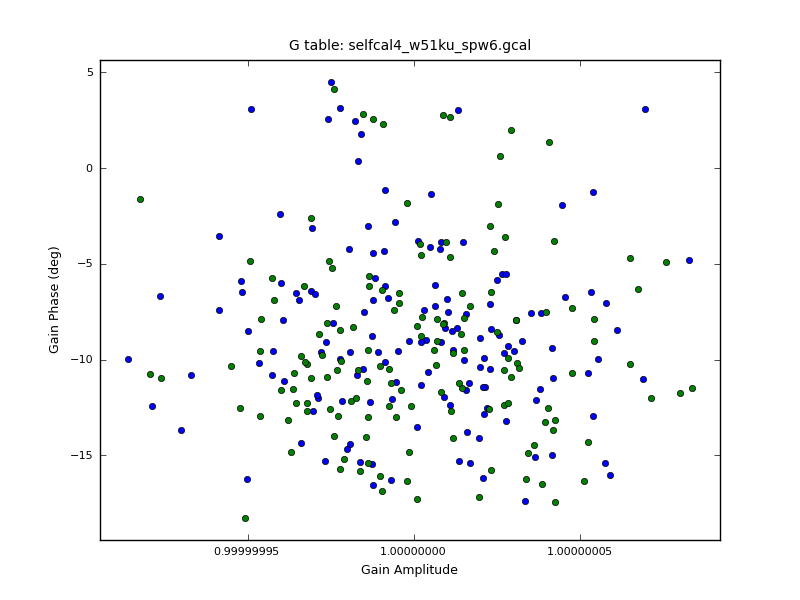 G table: selfcal4_w51ku_spw6.gcal
5
0
−5
−10
−15
Gain Phase (deg)
0.99999995 1.00000000 1.00000005
Gain Amplitude